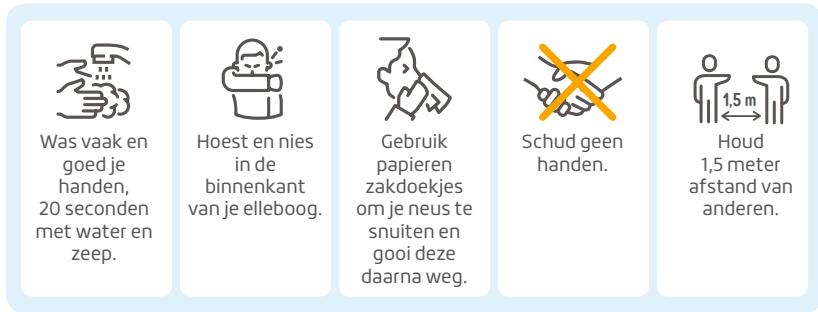 Was vaak en
goed je
handen,
20 seconden
met water en
zeep.
Hoest en nies
in de
binnenkant
van je elleboog.
Gebruik
papieren
zakdoekjes
om je neus te
snuiten en
gooi deze
daarna weg.
Schud geen
handen.
1,5 m
Houd
1,5 meter
afstand van
anderen.